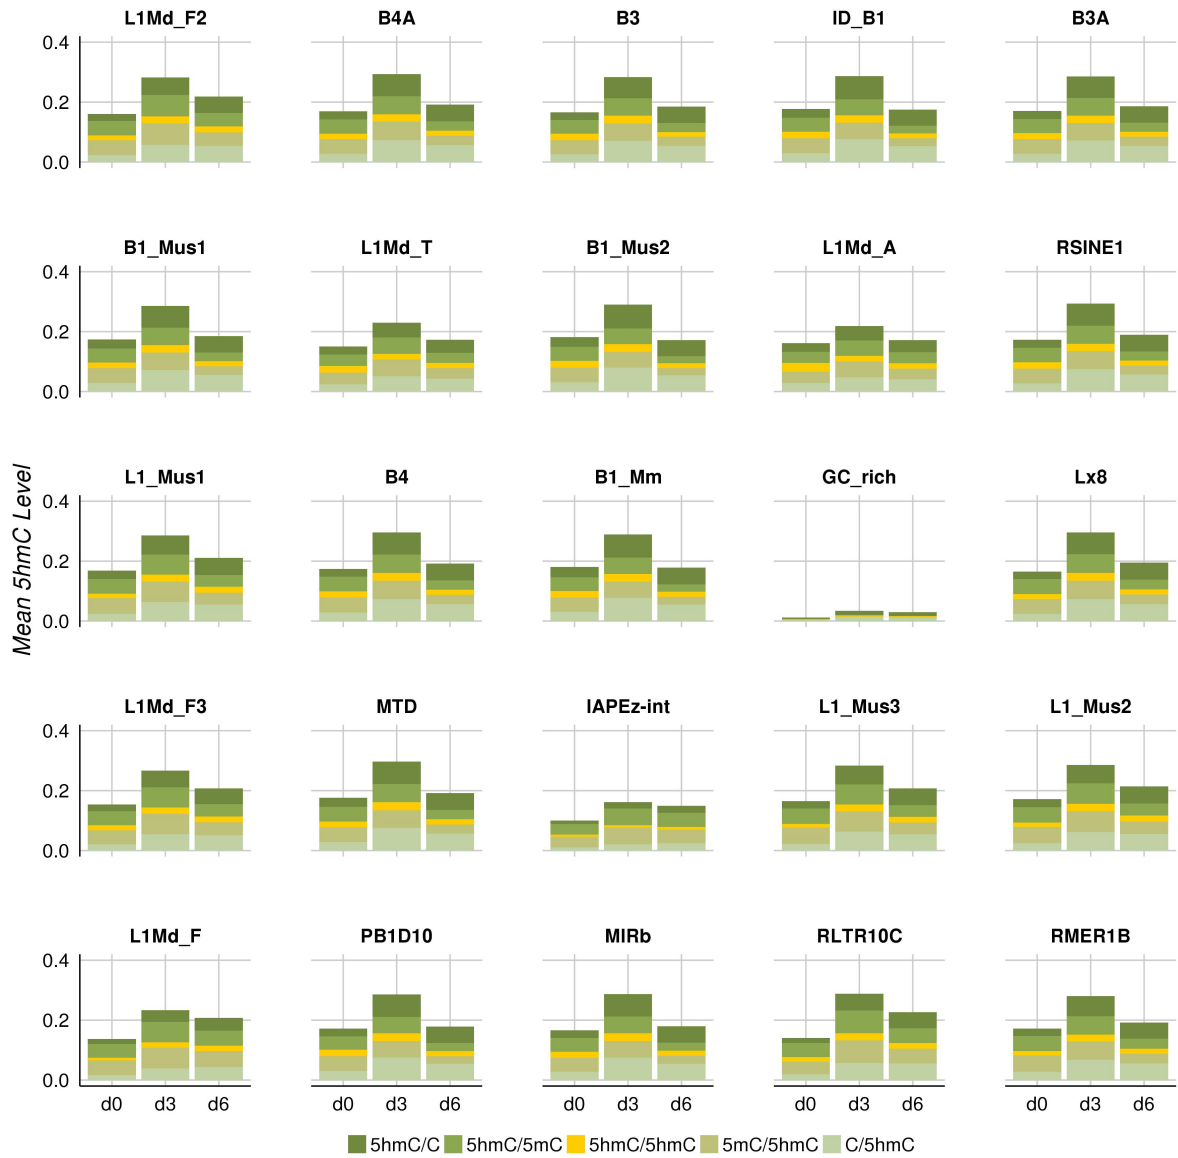 L1Md_F2 B4A B3 ID_B1 B3A
0.4
0.2
0.0
B1_Mus1 L1Md_T B1_Mus2 L1Md_A RSINE1
0.4
0.2
0.0
L1_Mus1 B4 B1_Mm GC_rich Lx8
0.4
0.2
0.0
Mean 5hmC Level
L1Md_F3 MTD IAPEz-int L1_Mus3 L1_Mus2
0.4
0.2
0.0
L1Md_F PB1D10 MIRb RLTR10C RMER1B
0.4
0.2
0.0
d0 d3 d6 d0 d3 d6 d0 d3 d6 d0 d3 d6 d0 d3 d6
5hmC/C 5hmC/5mC 5hmC/5hmC 5mC/5hmC C/5hmC